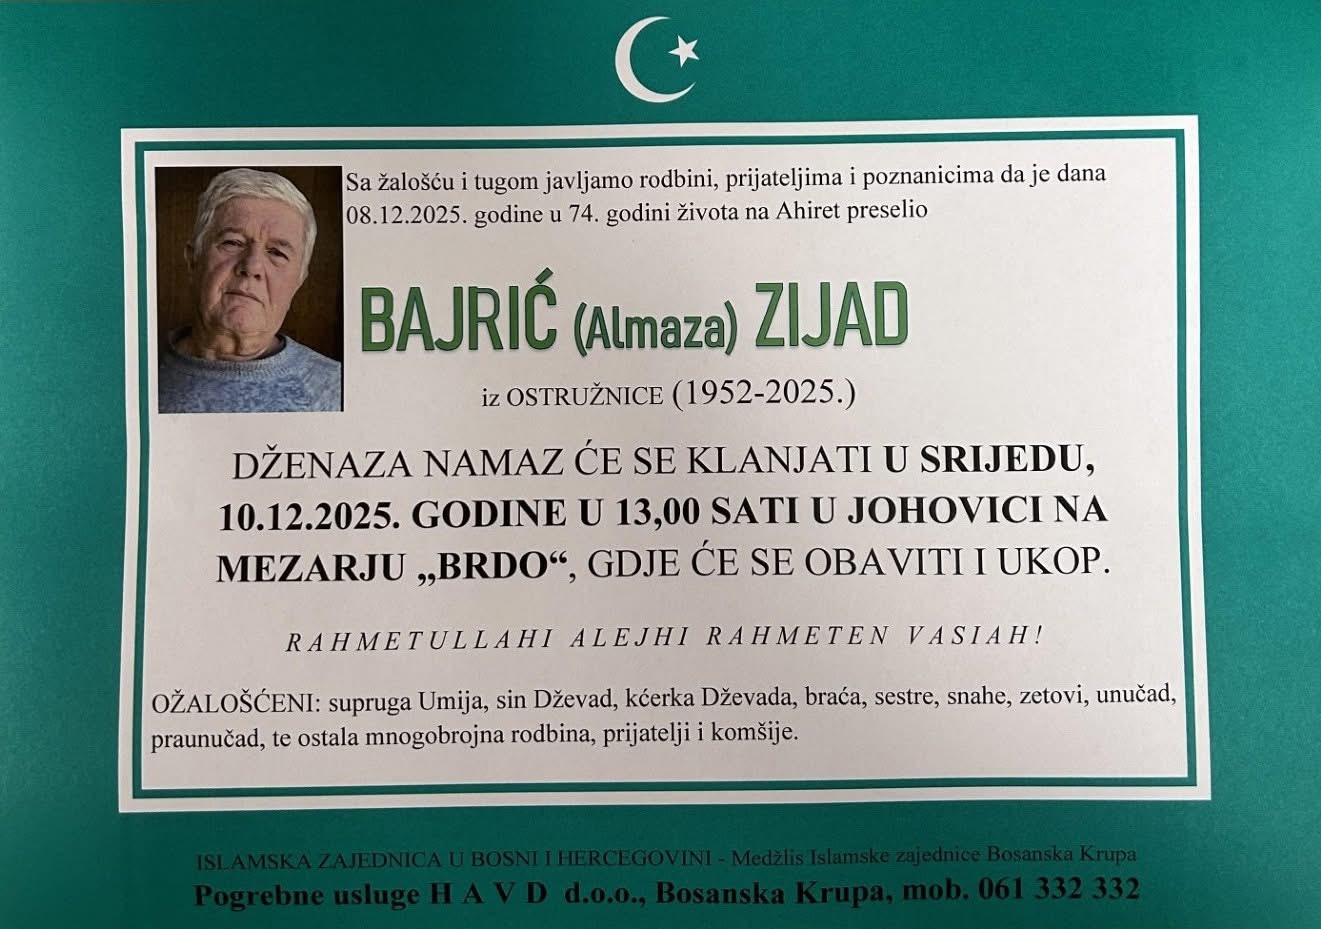 Sa žalošću i tugom javljamo rodbini, prijateljima i poznanicima da je dana
08.12.2025. godine u 74. godini života na Ahiret preselio
BAJRIĆ (Almaza) ZIJAD
iz OSTRUŽNICE (1952-2025.)
DŽENAZA NAMAZ ĆE SE KLANJATI U SRIJEDU,
10.12.2025. GODINE U 13,00 SATI U JOHOVICI NA
MEZARJU „BRDO“, GDJE ĆE SE OBAVITI I UKOP.
RAHMETULLAHI ALEJHI RAHMETEN VASIAH!
OŽALOŠĆENI: supruga Umija, sin Dževad, kćerka Dževada, braća, sestre, snahe, zetovi, unučad,
praunučad, te ostala mnogobrojna rodbina, prijatelji i komšije.
ISLAMSKA ZAJEDNICA U BOSNI I HERCEGOVINI - Medžlis Islamske zajednice Bosanska Krupa
Pogrebne usluge H A V D d.o.o., Bosanska Krupa, mob. 061 332 332